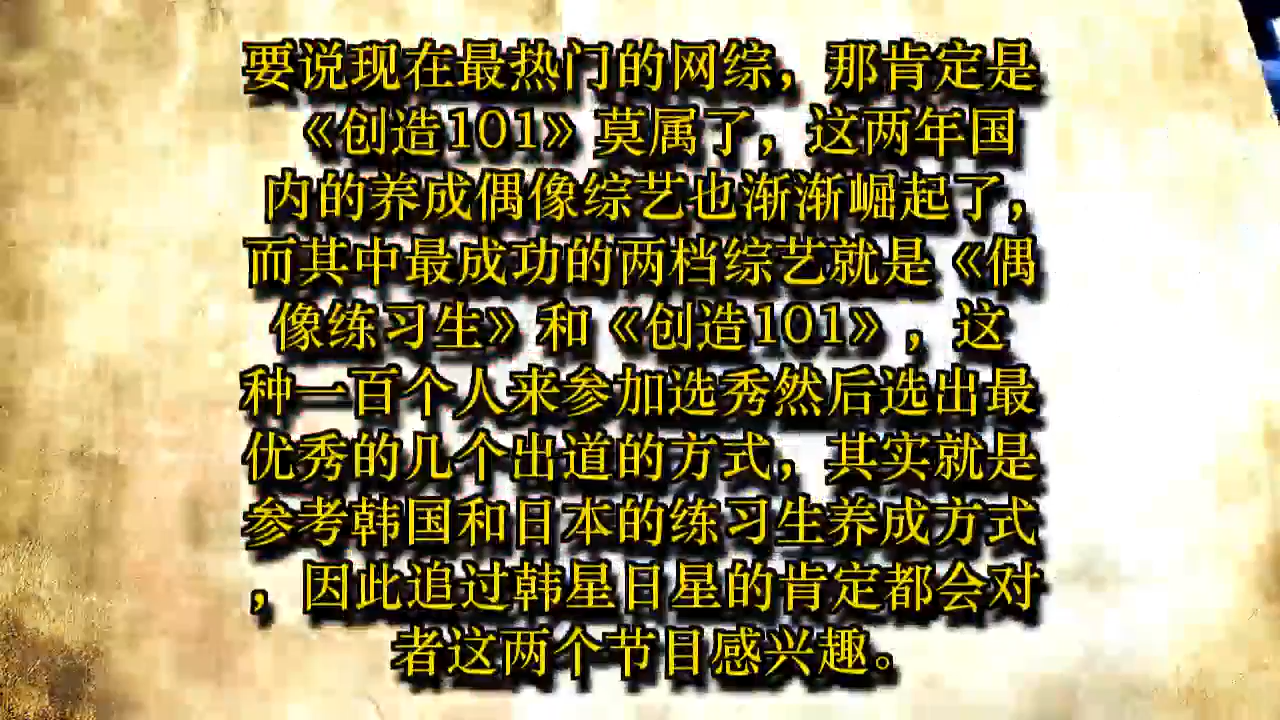 要说现在最热门的网综，那肯定是
《创造101》莫属了，这两年国
内的养成偶像综艺也渐渐崛起了，
而其中最成功的两档综艺就是《偶
像练习生》和《创造101》，这
种一百个人来参加选秀然后选出最
优秀的几个出道的方式，其实就是
参考韩国和日本的练习生养成方式
，因此追过韩星日星的肯定都会对
者这两个节目感兴趣。